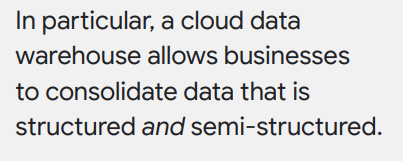 In particular, a cloud data
warehouse allows businesses
to consolidate data that is
structured and semi-structured.